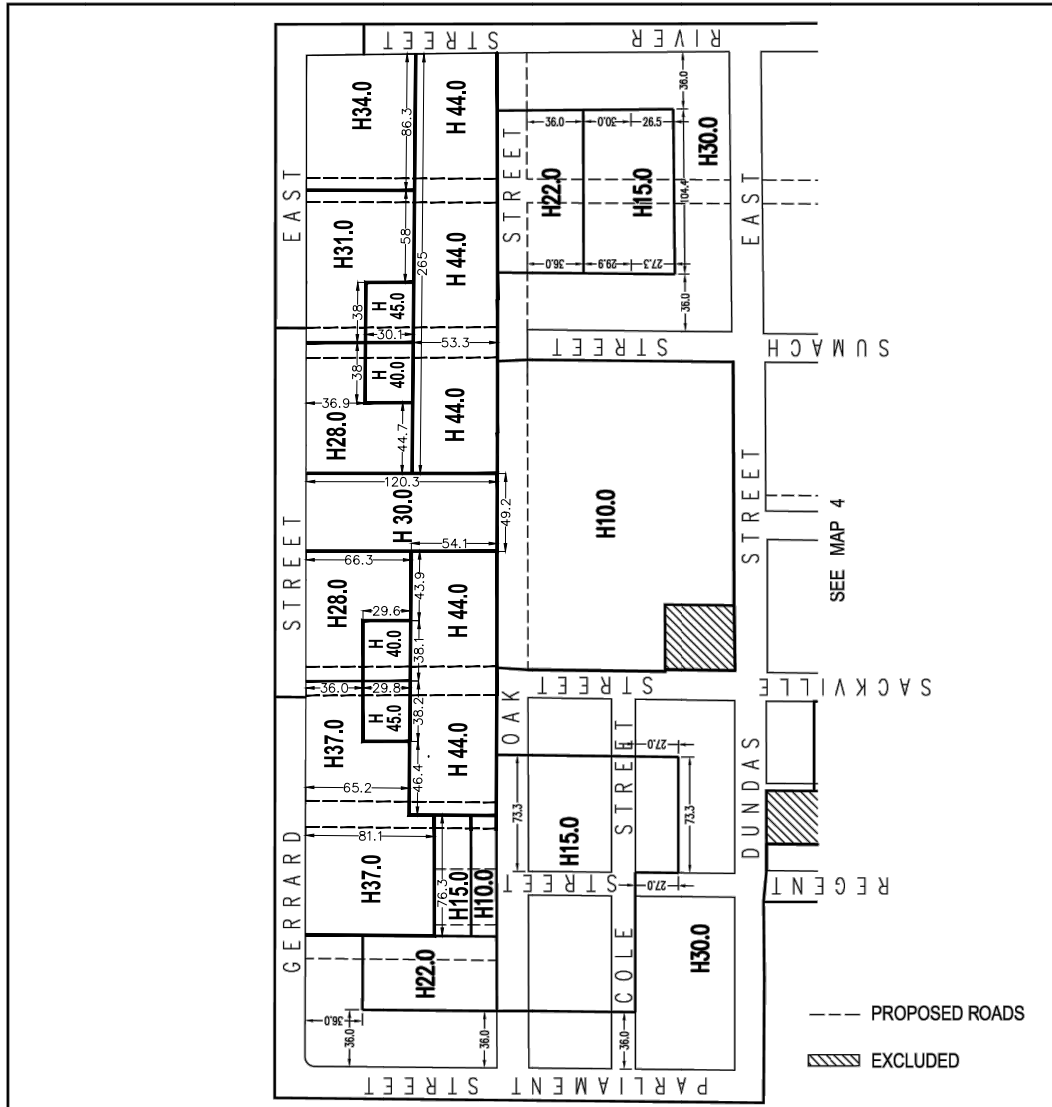 RIVER STREET
GERRARD STREET EAST
H34.0
H 44.0
86.3
265
H31.0
H 44.0
58
38
H
45.0
30.1
53.3
38
H
40.0
36.9
H28.0
44.7
H 44.0
120.3
H 30.0
49.2
54.1
66.3
H28.0
29.6
43.9
H
40.0
38.1
H 44.0
36.0
29.8
H
45.0
38.2
H37.0
H 44.0
46.4
65.2
81.1
H37.0
76.3
H15.0
H10.0
H22.0
36.0
36.0
36.0
OAK STREET
36.0
30.0
26.5
36.0
H22.0
H15.0
104.4
H30.0
36.0
29.9
27.3
36.0
SUMACH STREET
H10.0
SACKVILLE STREET
27.0
73.3
H15.0
73.3
COLE STREET
27.0
REGENT STREET
H30.0
36.0
DUNDAS STREET EAST
PARLIAMENT STREET
SEE MAP 4
PROPOSED ROADS
EXCLUDED